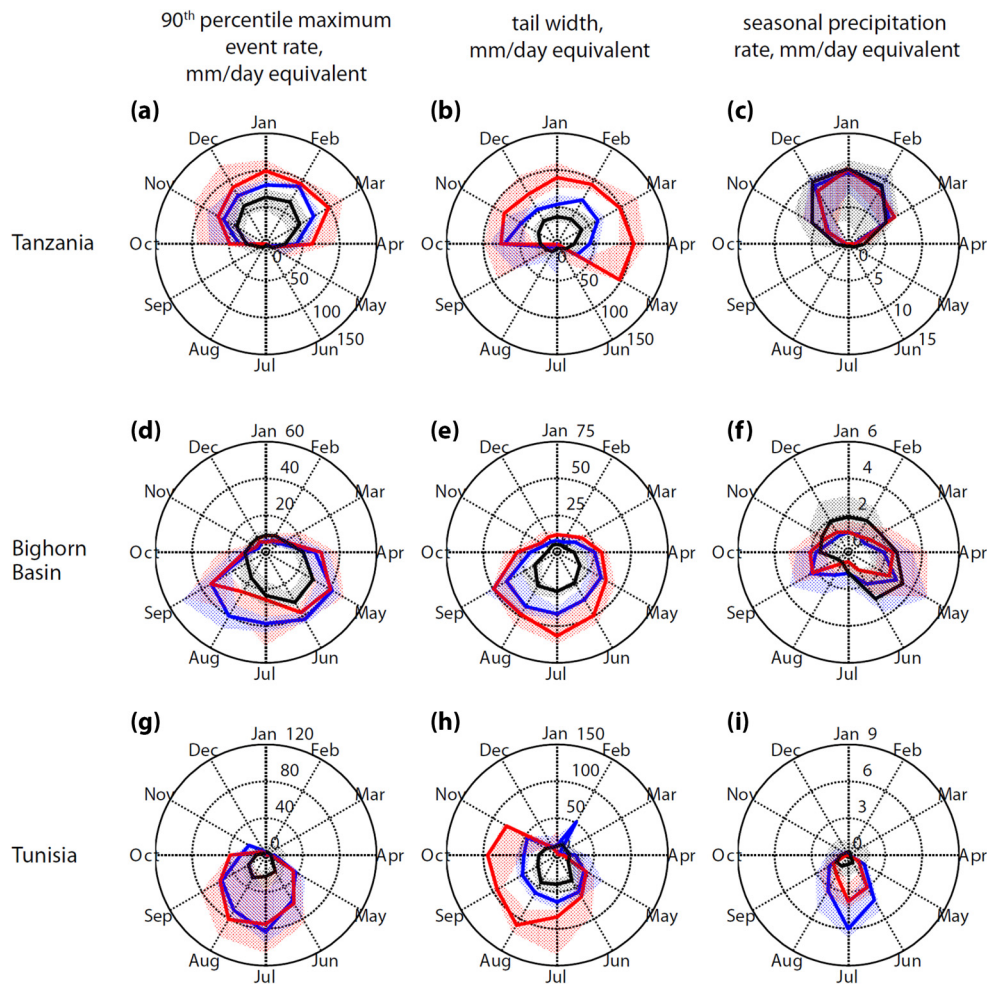 90th percentile maximum
event rate,
mm/day equivalent
tail width,
mm/day equivalent
seasonal precipitation
rate, mm/day equivalent
Tanzania
(a)
Jan
Feb
Mar
Apr
May
Jun
Jul
Aug
Sep
Oct
Nov
Dec
0
50
100
150
(b)
Jan
Feb
Mar
Apr
May
Jun
Jul
Aug
Sep
Oct
Nov
Dec
0
50
100
150
(c)
Jan
Feb
Mar
Apr
May
Jun
Jul
Aug
Sep
Oct
Nov
Dec
0
5
10
15
Bighorn
Basin
(d)
Jan 60
Feb
Mar
Apr
May
Jun
Jul
Aug
Sep
Oct
Nov
Dec
40
20
(e)
Jan 75
Feb
Mar
Apr
May
Jun
Jul
Aug
Sep
Oct
Nov
Dec
50
25
(f)
Jan 6
Feb
Mar
Apr
May
Jun
Jul
Aug
Sep
Oct
Nov
Dec
4
2
Tunisia
(g)
Jan 120
Feb
Mar
Apr
May
Jun
Jul
Aug
Sep
Oct
Nov
Dec
80
40
0
(h)
Jan 150
Feb
Mar
Apr
May
Jun
Jul
Aug
Sep
Oct
Nov
Dec
100
50
(i)
Jan 9
Feb
Mar
Apr
May
Jun
Jul
Aug
Sep
Oct
Nov
Dec
6
3
0